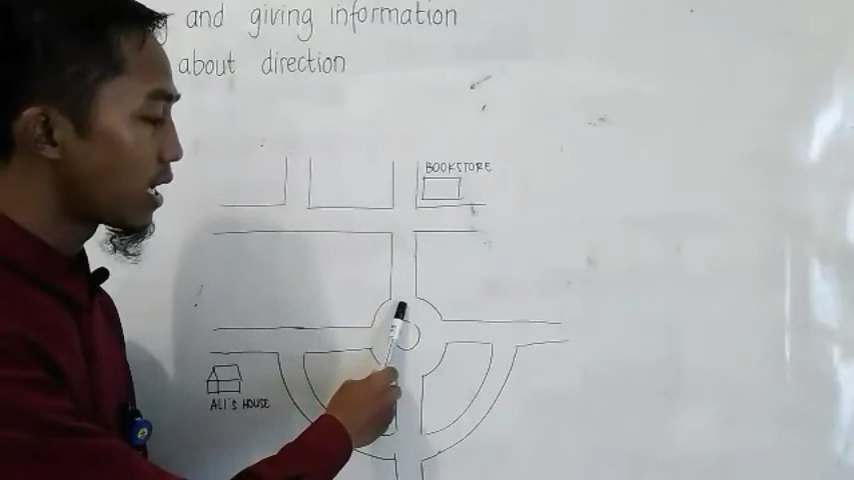 and giving information
about direction
BOOKSTORE
ALI'S HOUSE